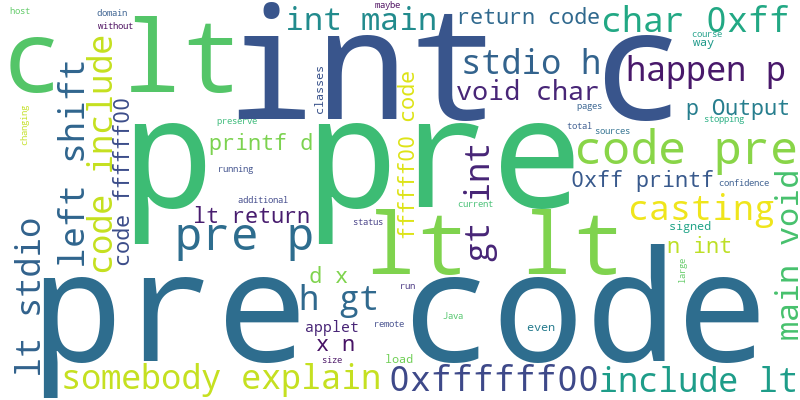 host
domain
maybe
without
int main
return code
char 0xff
course
way
c
lt
int
c
stdio h
happen p
void char
classes
code include
left shift
changing
code ffffff00
preserve
p
pre
ffffff00 code
pages
p Output
stopping
total
sources
printf d
running
code pre
int
gt
0xff printf
confidence
additional
lt return
current
casting
status
pre p
lt lt
signed
n int
main void
lt stdio
d x
h gt
run
large
pre
code
Java
applet
remote
even
x n
size
load
somebody explain
0xffffff00
include lt